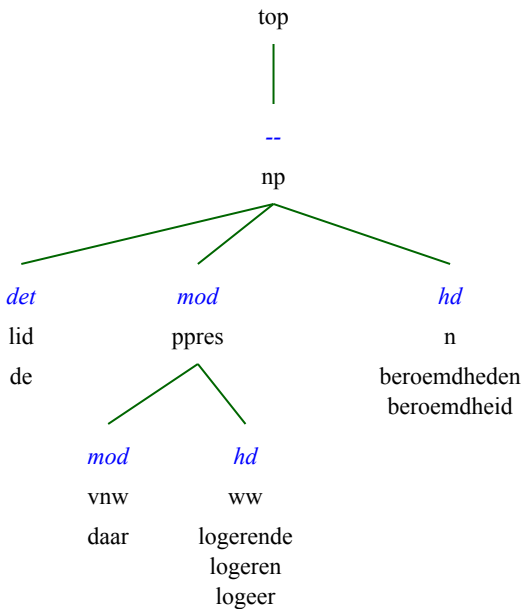 top
--
np
det mod hd
lid ppres n
de beroemdheden
beroemdheid
mod hd
vnw ww
daar logerende
logeren
logeer